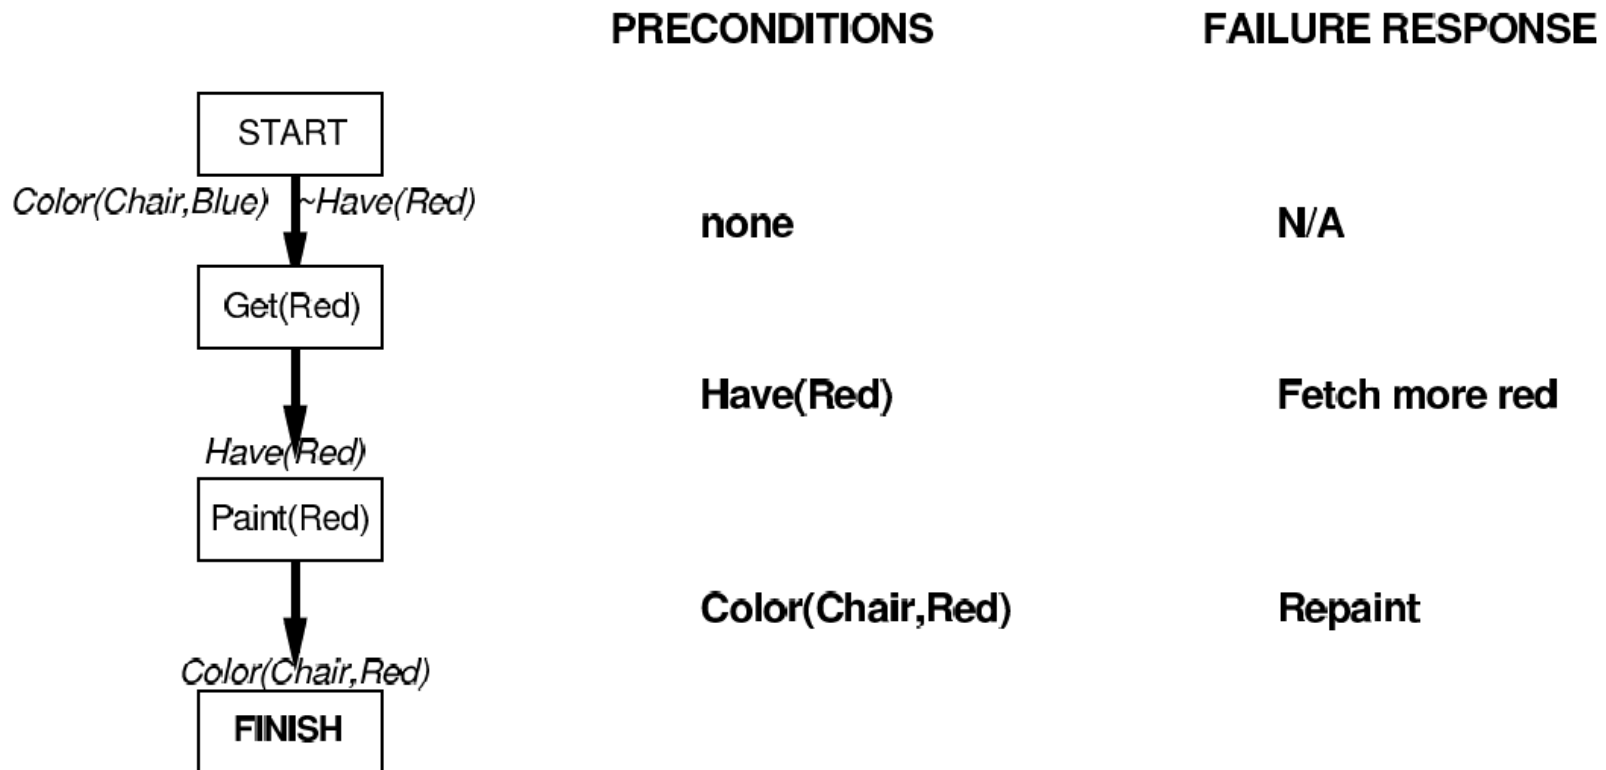 PRECONDITIONS FAILURE RESPONSE
START
Color(Chair,Blue) ~Have(Red)
none N/A
Get(Red)
Have(Red) Fetch more red
Have(Red)
Paint(Red)
Color(Chair,Red) Repaint
Color(Chair,Red)
FINISH